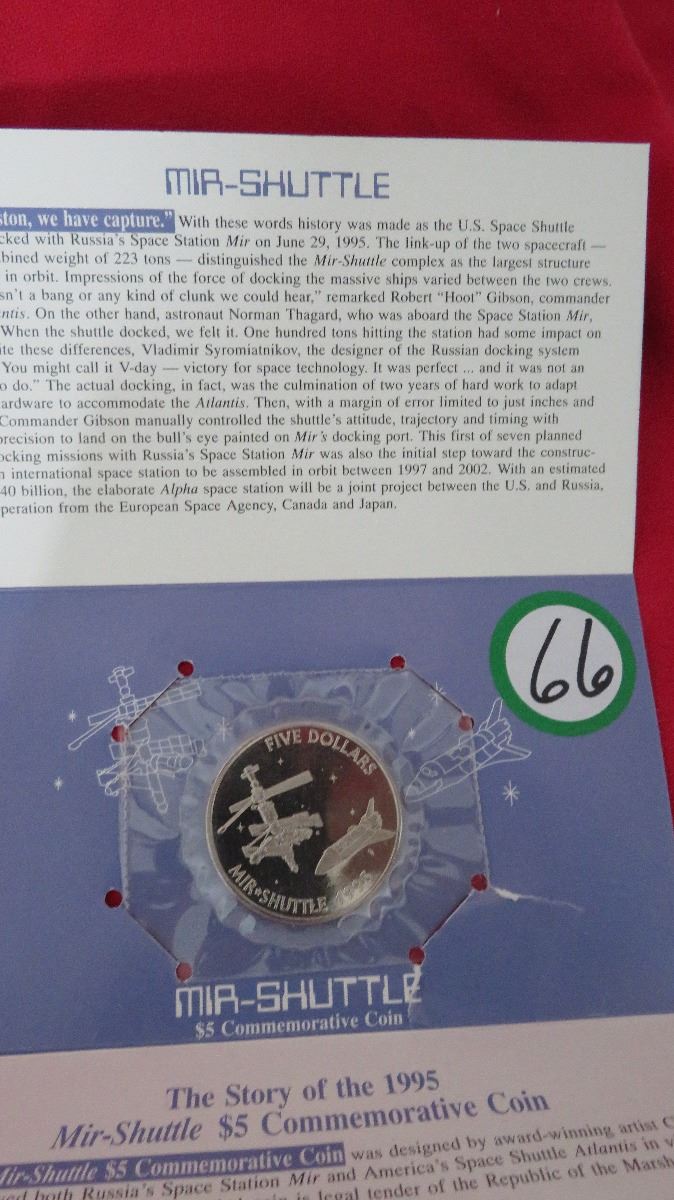 MIR-SHUTTLE
ston, we have capture." With these words history was made as the U.S. Space Shuttle
cked with Russia's Space Station Mir on June 29, 1995. The link-up of the two spacecraft —
bined weight of 223 tons — distinguished the Mir-Shuttle complex as the largest structure
in orbit. Impressions of the force of docking the massive ships varied between the two crews.
sn't a bang or any kind of clunk we could hear," remarked Robert "Hoot" Gibson, commander
ntis. On the other hand, astronaut Norman Thagard, who was aboard the Space Station Mir,
When the shuttle docked, we felt it. One hundred tons hitting the station had some impact on
ite these differences, Vladimir Syromiatnikov, the designer of the Russian docking system
You might call it V-day — victory for space technology. It was perfect ... and it was not an
o do." The actual docking, in fact, was the culmination of two years of hard work to adapt
ardware to accommodate the Atlantis. Then, with a margin of error limited to just inches and
Commander Gibson manually controlled the shuttle's attitude, trajectory and timing with
precision to land on the bull's eye painted on Mir's docking port. This first of seven planned
ocking missions with Russia's Space Station Mir was also the initial step toward the construc-
n international space station to be assembled in orbit between 1997 and 2002. With an estimated
40 billion, the elaborate Alpha space station will be a joint project between the U.S. and Russia,
peration from the European Space Agency, Canada and Japan.
66
FIVE DOLLARS
MIR★SHUTTLE 1995
MIR-SHUTTLE
$5 Commemorative Coin
The Story of the 1995
Mir-Shuttle $5 Commemorative Coin
Mir-Shuttle $5 Commemorative Coin was designed by award-winning artist C
ed both Russia's Space Station Mir and America's Space Shuttle Atlantis in v
is legal tender of the Republic of the Marsh